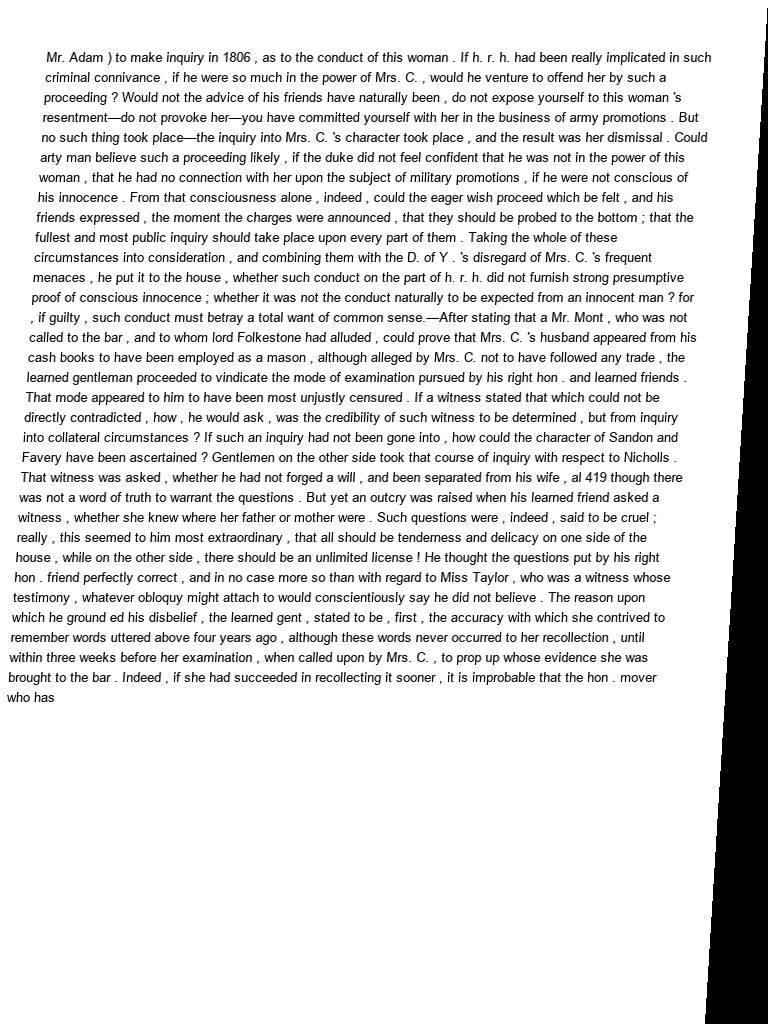 Mr. Adam ) to make inquiry in 1806 , as to the conduct of this woman . If h. r. h. had been really implicated in such
criminal connivance , if he were so much in the power of Mrs. C. , would he venture to offend her by such a
proceeding ? Would not the advice of his friends have naturally been , do not expose yourself to this woman 's
resentment—do not provoke her—you have committed yourself with her in the business of army promotions . But
no such thing took place—the inquiry into Mrs. C. 's character took place , and the result was her dismissal . Could
arty man believe such a proceeding likely , if the duke did not feel confident that he was not in the power of this
woman , that he had no connection with her upon the subject of military promotions , if he were not conscious of
his innocence . From that consciousness alone , indeed , could the eager wish proceed which be felt , and his
friends expressed , the moment the charges were announced , that they should be probed to the bottom ; that the
fullest and most public inquiry should take place upon every part of them . Taking the whole of these
circumstances into consideration , and combining them with the D. of Y . 's disregard of Mrs. C. 's frequent
menaces , he put it to the house , whether such conduct on the part of h. r. h. did not furnish strong presumptive
proof of conscious innocence ; whether it was not the conduct naturally to be expected from an innocent man ? for
, if guilty , such conduct must betray a total want of common sense.—After stating that a Mr. Mont , who was not
called to the bar , and to whom lord Folkestone had alluded , could prove that Mrs. C. 's husband appeared from his
cash books to have been employed as a mason , although alleged by Mrs. C. not to have followed any trade , the
learned gentleman proceeded to vindicate the mode of examination pursued by his right hon . and learned friends .
That mode appeared to him to have been most unjustly censured . If a witness stated that which could not be
directly contradicted , how , he would ask , was the credibility of such witness to be determined , but from inquiry
into collateral circumstances ? If such an inquiry had not been gone into , how could the character of Sandon and
Favery have been ascertained ? Gentlemen on the other side took that course of inquiry with respect to Nicholls .
That witness was asked , whether he had not forged a will , and been separated from his wife , al 419 though there
was not a word of truth to warrant the questions . But yet an outcry was raised when his learned friend asked a
witness , whether she knew where her father or mother were . Such questions were , indeed , said to be cruel ;
really , this seemed to him most extraordinary , that all should be tenderness and delicacy on one side of the
house , while on the other side , there should be an unlimited license ! He thought the questions put by his right
hon . friend perfectly correct , and in no case more so than with regard to Miss Taylor , who was a witness whose
testimony , whatever obloquy might attach to would conscientiously say he did not believe . The reason upon
which he ground ed his disbelief , the learned gent , stated to be , first , the accuracy with which she contrived to
remember words uttered above four years ago , although these words never occurred to her recollection , until
within three weeks before her examination , when called upon by Mrs. C. , to prop up whose evidence she was
brought to the bar . Indeed , if she had succeeded in recollecting it sooner , it is improbable that the hon . mover
who has